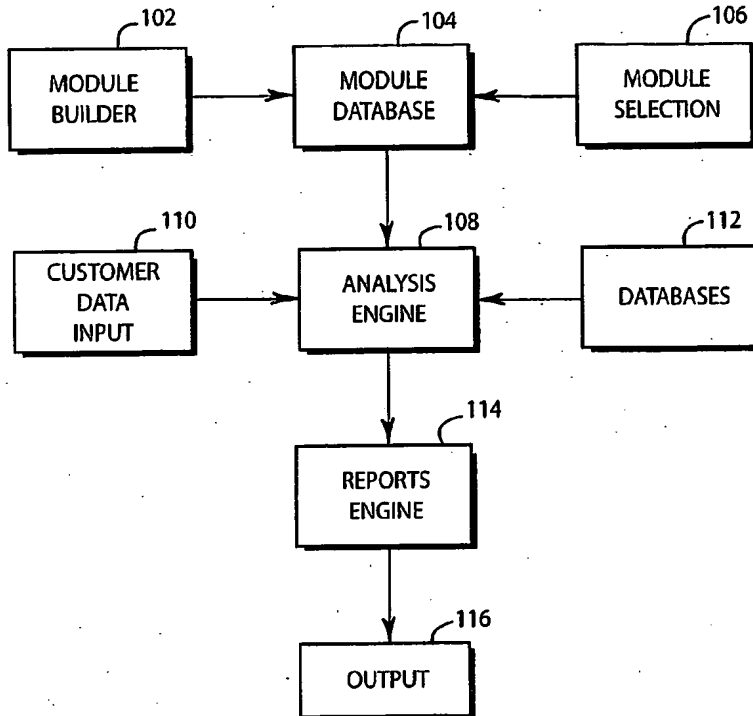 102
104
106
MODULE
BUILDER
MODULE
DATABASE
MODULE
SELECTION
110
108
112
CUSTOMER
DATA
INPUT
ANALYSIS
ENGINE
DATABASES
114
REPORTS
ENGINE
116
OUTPUT